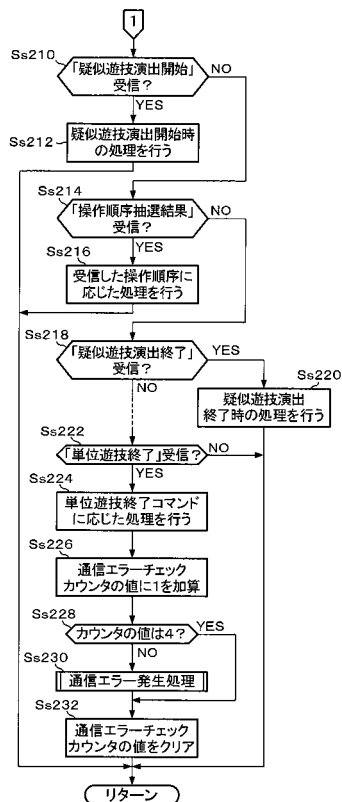 1
Ss210
「疑似遊技演出開始」
受信?
NO
YES
Ss212
疑似遊技演出開始時
の処理を行う
Ss214
「操作順序抽選結果」
受信?
NO
YES
Ss216
受信した操作順序に
応じた処理を行う
Ss218
「疑似遊技演出終了」
受信?
YES
NO
Ss220
疑似遊技演出
終了時の処理を行う
Ss222
「単位遊技終了」受信?
NO
YES
Ss224
単位遊技終了コマンド
に応じた処理を行う
Ss226
通信エラーチェック
カウンタの値に1を加算
Ss228
カウンタの値は4?
YES
NO
Ss230
通信エラー発生処理
Ss232
通信エラーチェック
カウンタの値をクリア
リターン